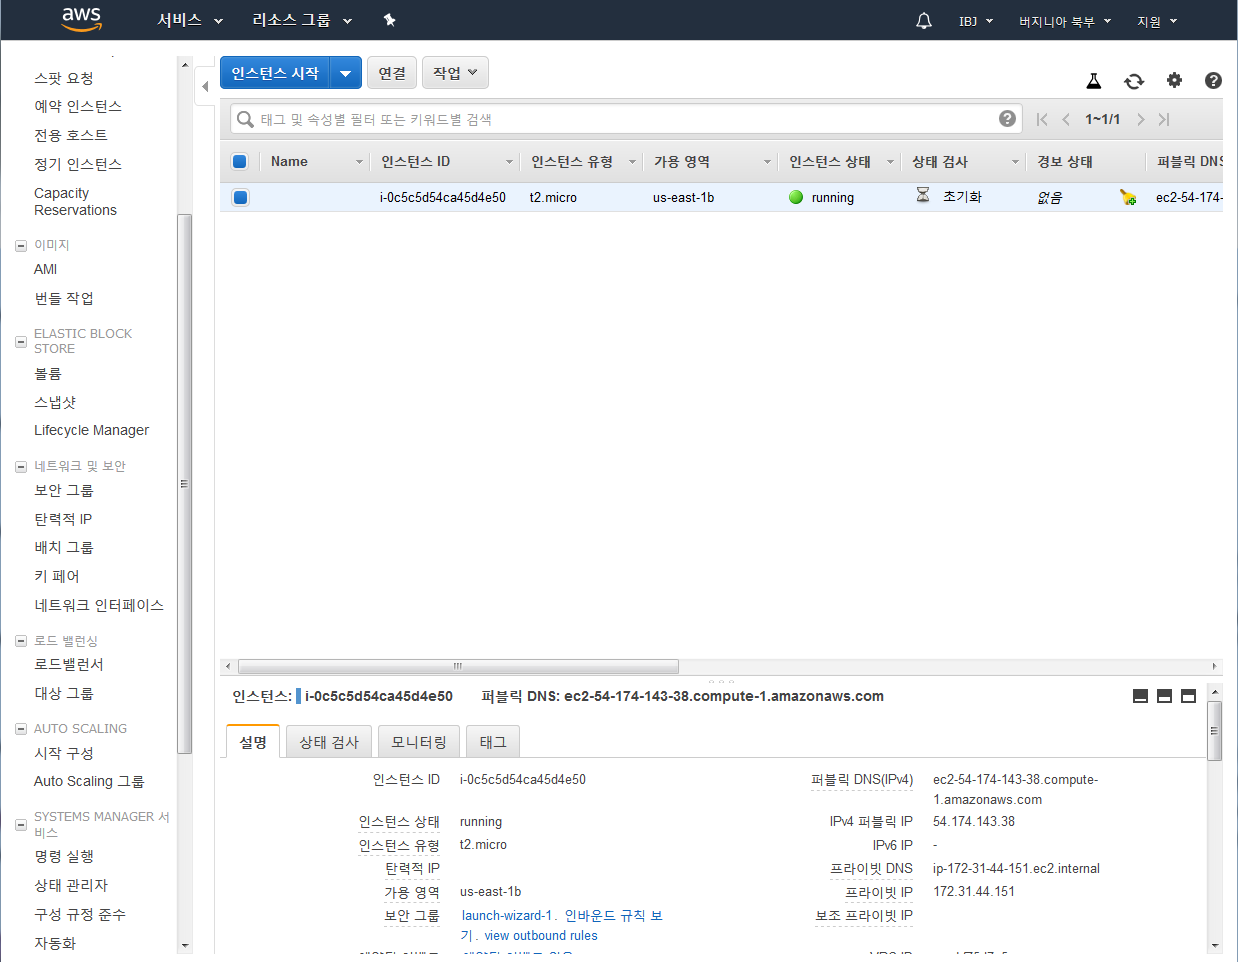 aws
서비스
리소스 그룹
IBJ
버지니아 북부
지원
스팟 요청
예약 인스턴스
전용 호스트
정기 인스턴스
Capacity
Reservations
이미지
AMI
번들 작업
ELASTIC BLOCK
STORE
볼륨
스냅샷
Lifecycle Manager
네트워크 및 보안
보안 그룹
탄력적 IP
배치 그룹
키 페어
네트워크 인터페이스
로드 밸런싱
로드밸런서
대상 그룹
AUTO SCALING
시작 구성
Auto Scaling 그룹
SYSTEMS MANAGER 서
비스
명령 실행
상태 관리자
구성 규정 준수
자동화
인스턴스 시작
연결
작업
태그 및 속성별 필터 또는 키워드별 검색
1~1/1
Name
인스턴스 ID
인스턴스 유형
가용 영역
인스턴스 상태
상태 검사
경보 상태
퍼블릭 DNS
i-0c5c5d54ca45d4e50
t2.micro
us-east-1b
running
초기화
없음
ec2-54-174-
인스턴스: i-0c5c5d54ca45d4e50
퍼블릭 DNS: ec2-54-174-143-38.compute-1.amazonaws.com
설명
상태 검사
모니터링
태그
인스턴스 ID i-0c5c5d54ca45d4e50
인스턴스 상태 running
인스턴스 유형 t2.micro
탄력적 IP
가용 영역 us-east-1b
보안 그룹 launch-wizard-1. 인바운드 규칙 보
기. view outbound rules
퍼블릭 DNS(IPv4) ec2-54-174-143-38.compute-
1.amazonaws.com
IPv4 퍼블릭 IP 54.174.143.38
IPv6 IP -
프라이빗 DNS ip-172-31-44-151.ec2.internal
프라이빗 IP 172.31.44.151
보조 프라이빗 IP